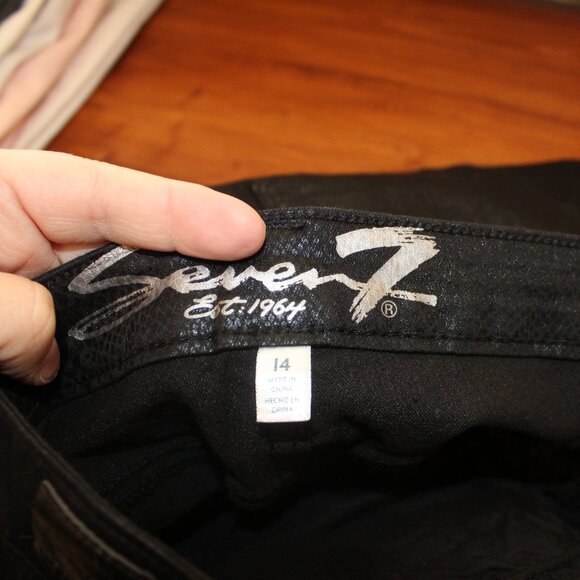 Seven7®
Est: 1964
14
MADE IN
CHINA
HECHO EN
CHINA